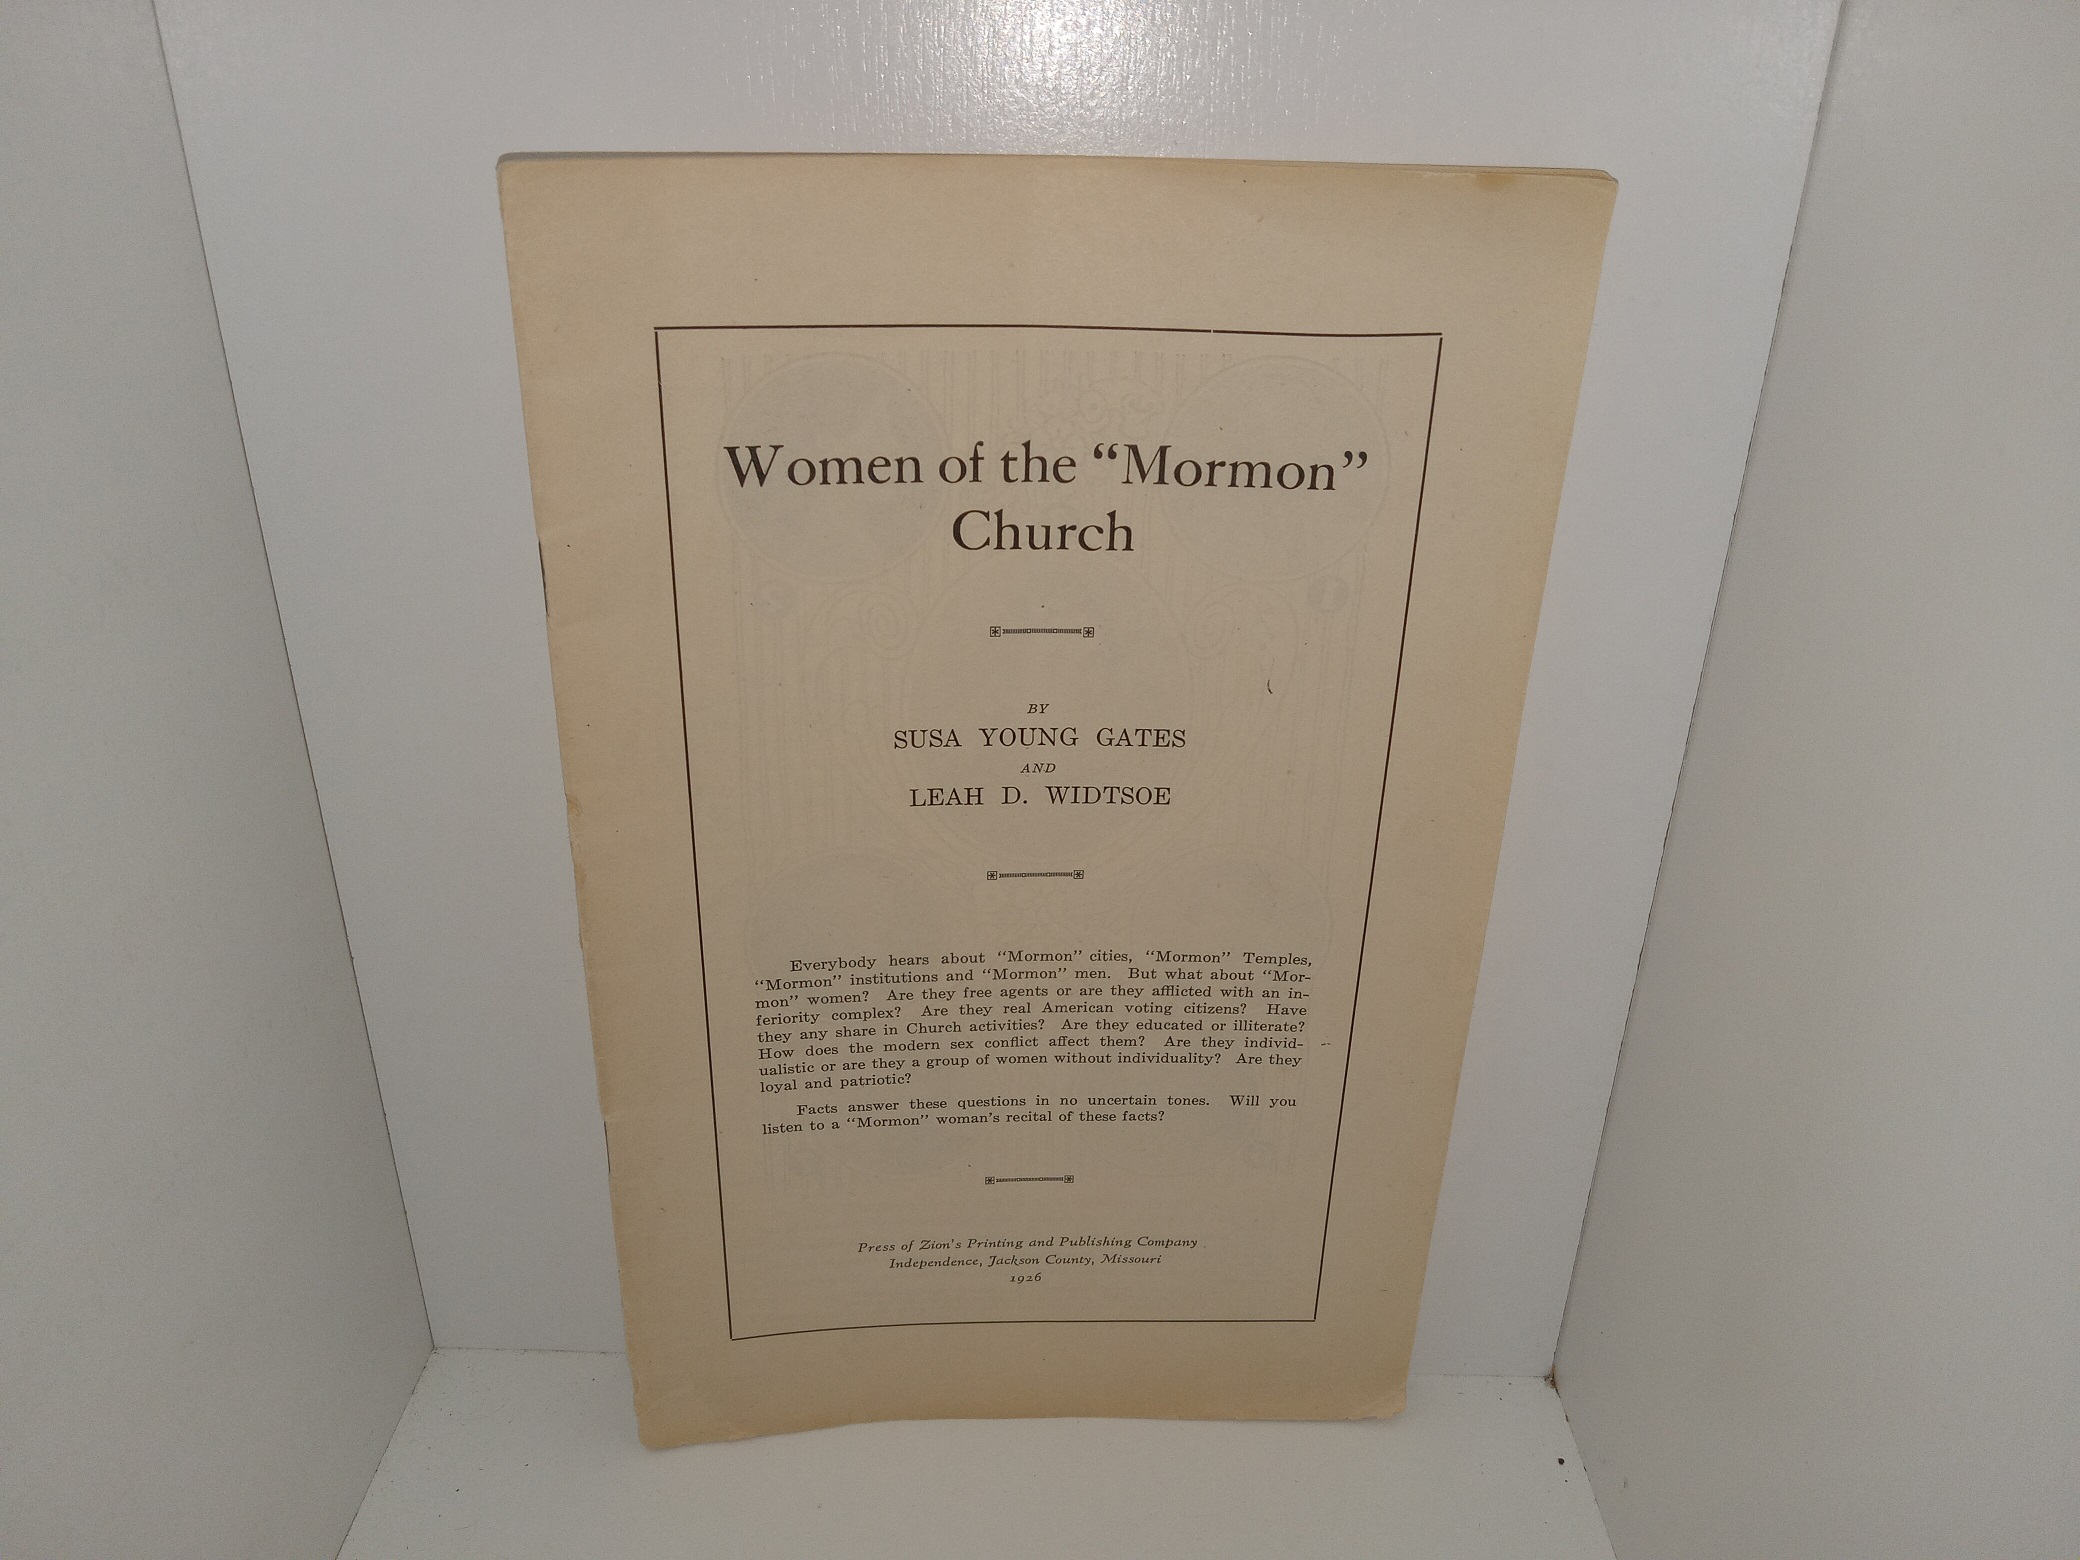 Women of the “Mormon”
Church
BY
SUSA YOUNG GATES
AND
LEAH D. WIDTSOE
Everybody hears about “Mormon” cities, “Mormon” Temples,
“Mormon” institutions and “Mormon” men. But what about “Mor-
mon” women? Are they free agents or are they afflicted with an in-
feriority complex? Are they real American voting citizens? Have
they any share in Church activities? Are they educated or illiterate?
How does the modern sex conflict affect them? Are they individ-
ualistic or are they a group of women without individuality? Are they
loyal and patriotic?
Facts answer these questions in no uncertain tones. Will you
listen to a “Mormon” woman's recital of these facts?
Press of Zion's Printing and Publishing Company
Independence, Jackson County, Missouri
1926